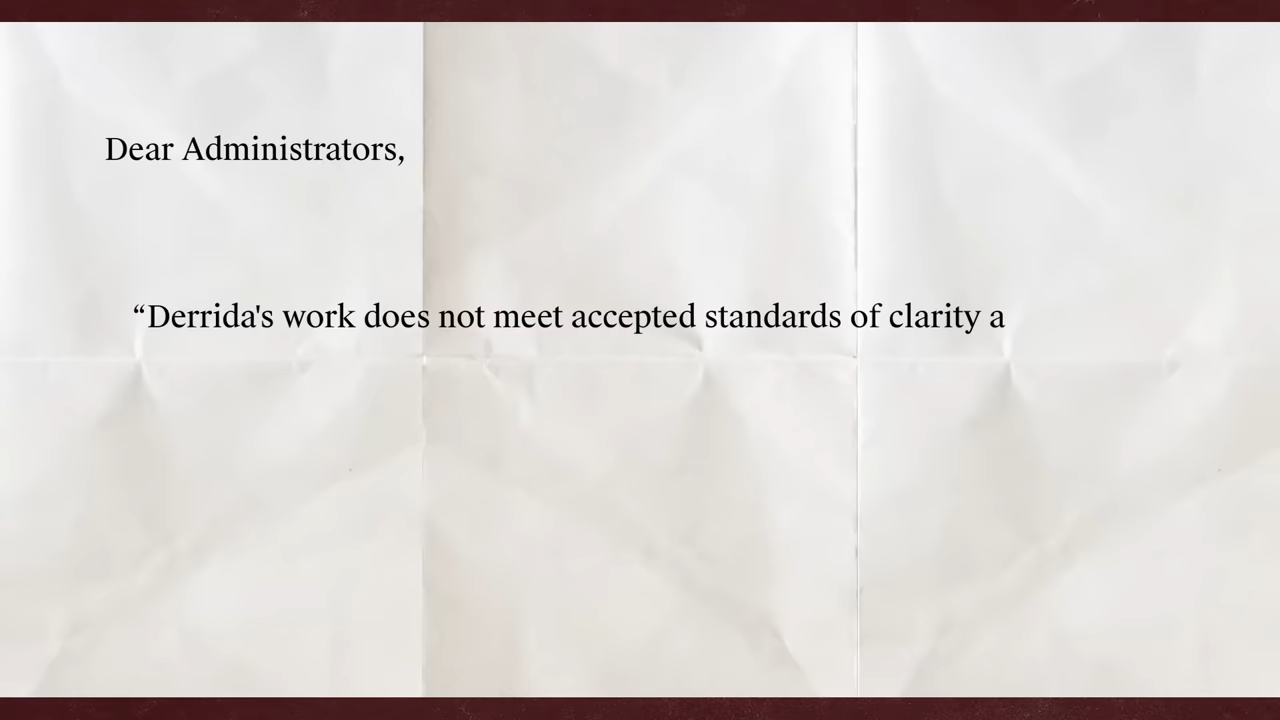 Dear Administrators,
“Derrida's work does not meet accepted standards of clarity a